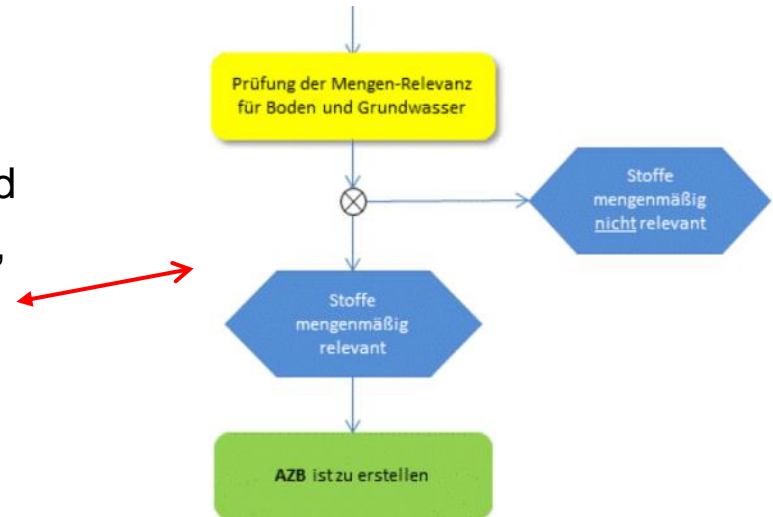 Prüfung der Mengen-Relevanz
für Boden und Grundwasser
d
,
Stoffe
mengenmäßig
nicht relevant
Stoffe
mengenmäßig
relevant
AZB ist zu erstellen